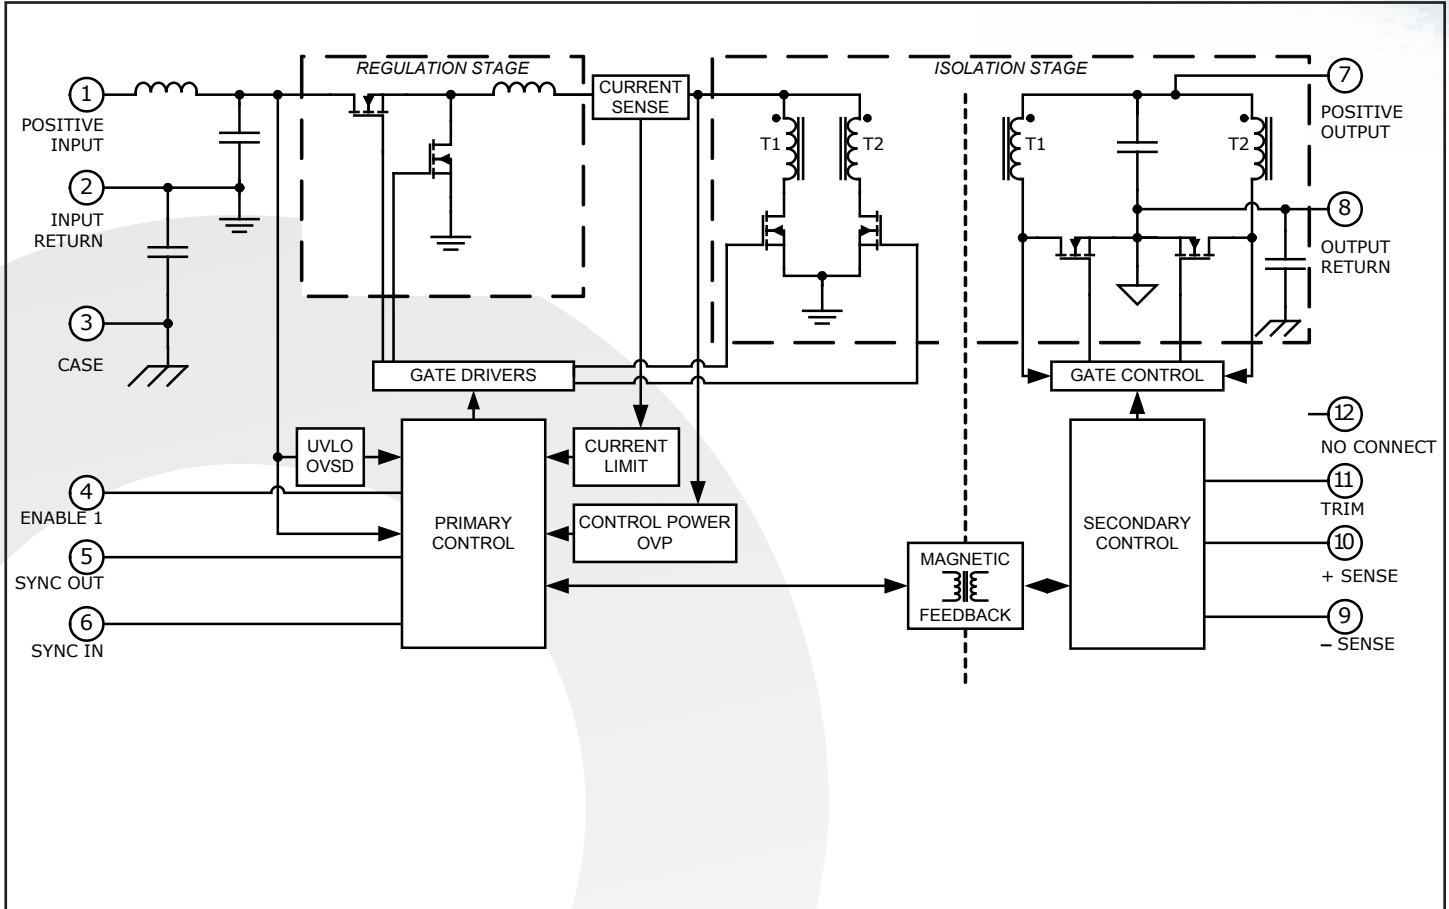 REGULATION STAGE
ISOLATION STAGE
1
POSITIVE
INPUT
2
INPUT
RETURN
3
CASE
CURRENT
SENSE
T1
T2
T1
T2
7
POSITIVE
OUTPUT
8
OUTPUT
RETURN
GATE DRIVERS
GATE CONTROL
UVLO
OVSD
CURRENT
LIMIT
4
ENABLE 1
5
SYNC OUT
6
SYNC IN
PRIMARY
CONTROL
CONTROL POWER
OVP
MAGNETIC
FEEDBACK
SECONDARY
CONTROL
12
NO CONNECT
11
TRIM
10
+ SENSE
9
– SENSE